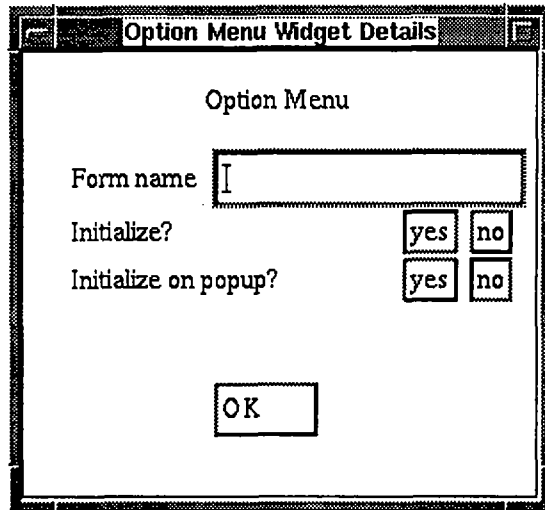 Option Menu Widget Details
Option Menu
Form name
Initialize? yes no
Initialize on popup? yes no
OK